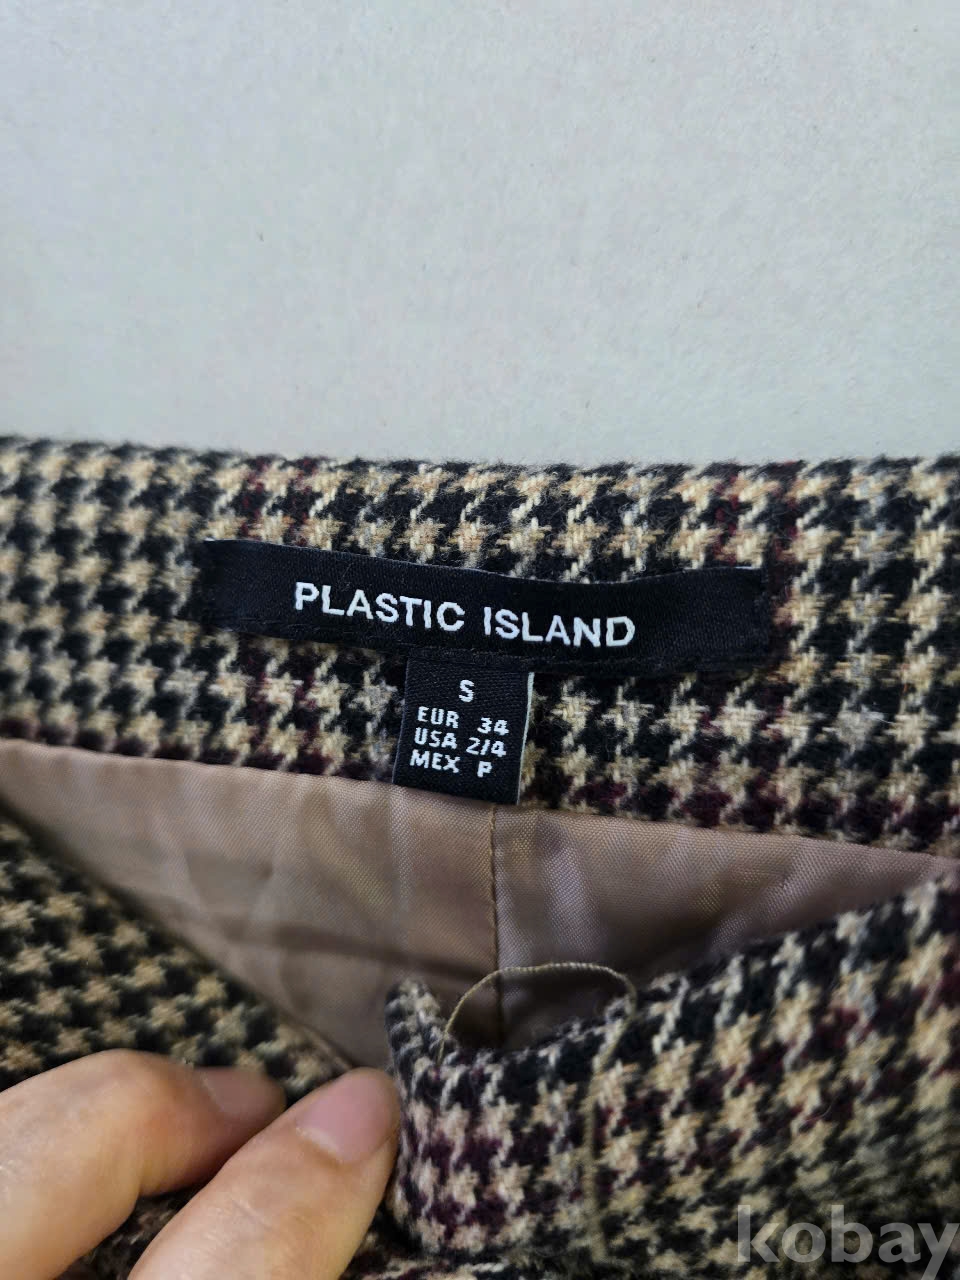 PLASTIC ISLAND
S
EUR 34
USA 2/4
MEX P
kobay